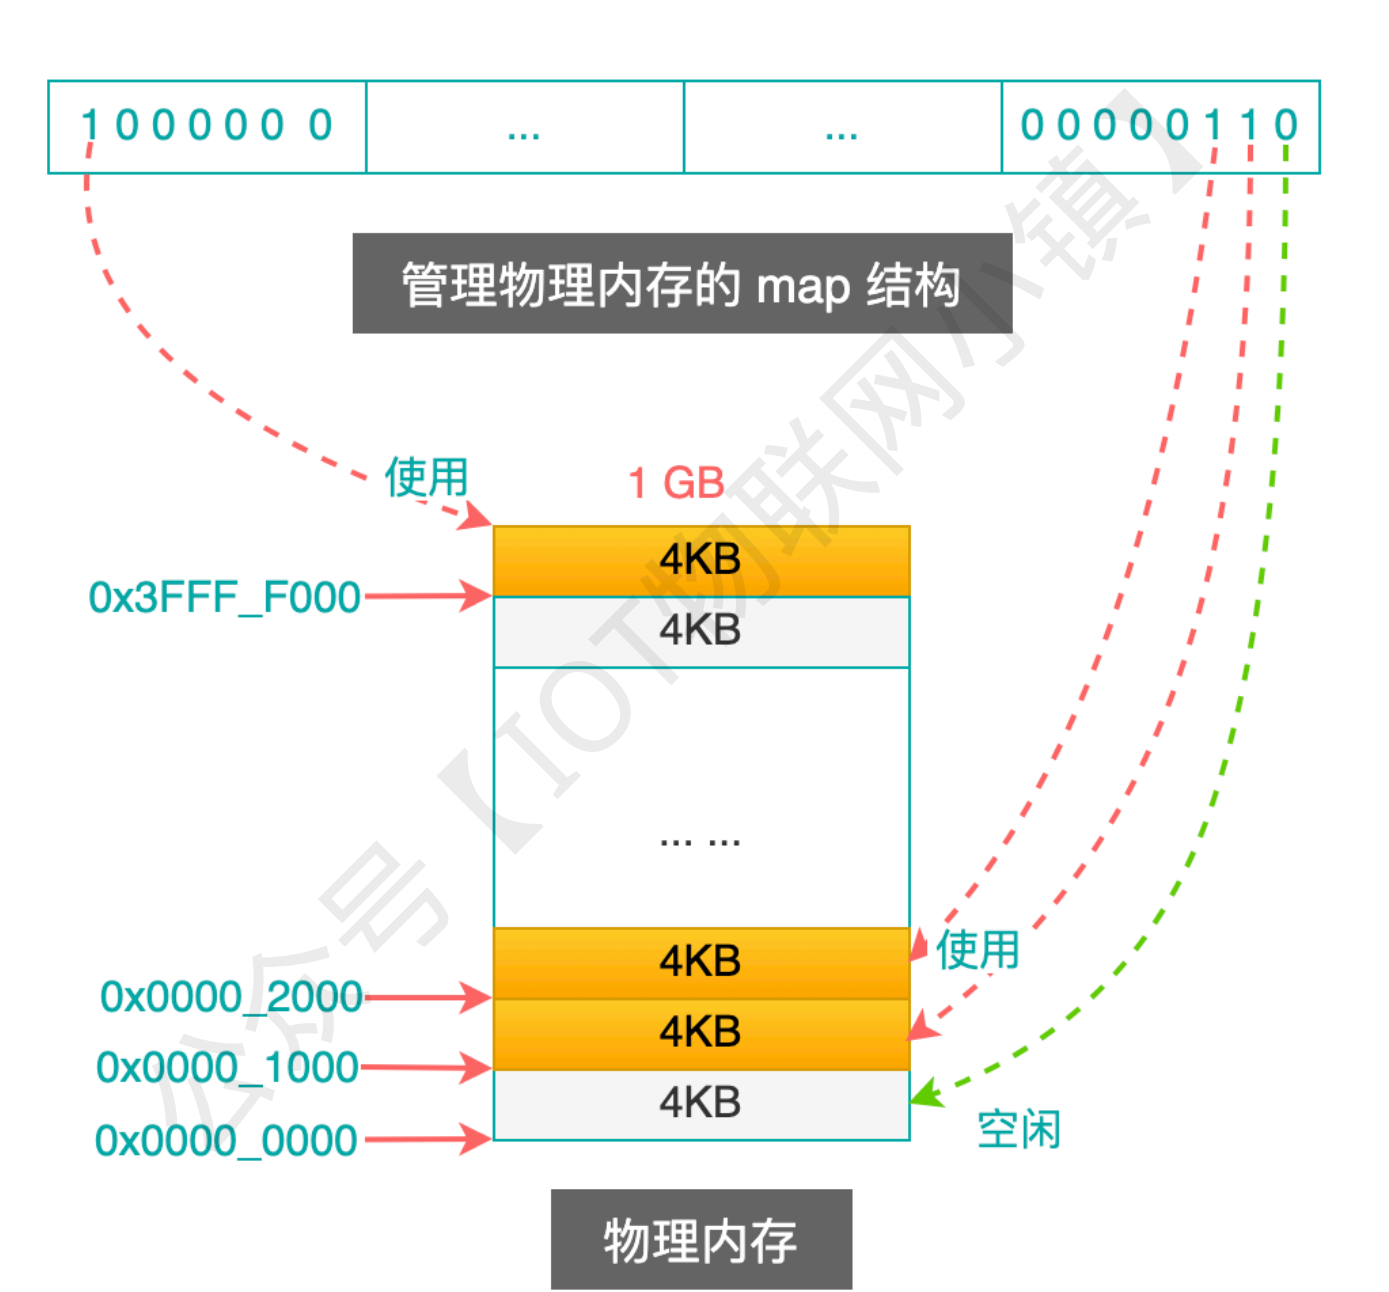 1 0 0 0 0 0 0
...
...
0 0 0 0 0 1 1 0
管理物理内存的 map 结构
使用
1 GB
4KB
0x3FFF_F000
4KB
... ...
4KB
使用
0x0000_2000
4KB
0x0000_1000
4KB
空闲
0x0000_0000
物理内存
公众号【IOT物联网小镇】